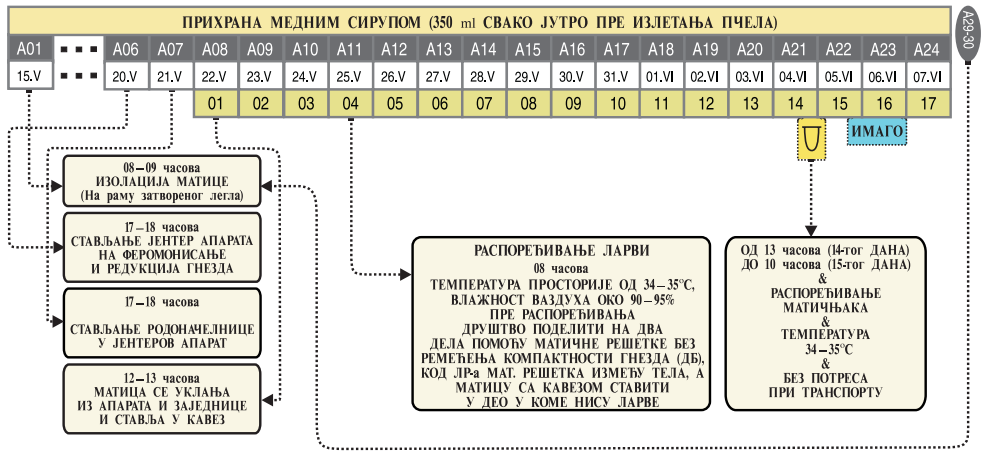 ПРИХРАНА МЕДНИМ СИРУПОМ (350 ml СВАКО ЈУТРО ПРЕ ИЗЛЕТАЊА ПЧЕЛА)
A29-30
A01 A06 A07 A08 A09 A10 A11 A12 A13 A14 A15 A16 A17 A18 A19 A20 A21 A22 A23 A24
15.V 20.V 21.V 22.V 23.V 24.V 25.V 26.V 27.V 28.V 29.V 30.V 31.V 01.VI 02.VI 03.VI 04.VI 05.VI 06.VI 07.VI
01 02 03 04 05 06 07 08 09 10 11 12 13 14 15 16 17
ИМАГО
08–09 часова
ИЗОЛАЦИЈА МАТИЦЕ
(На раму затвореног легла)
17–18 часова
СТАВЉАЊЕ ЈЕНТЕР АПАРАТА
НА ФЕРОМОНИСАЊЕ
И РЕДУКЦИЈА ГНЕЗДА
17–18 часова
СТАВЉАЊЕ РОДОНАЧЕЛНИЦЕ
У ЈЕНТЕРОВ АПАРАТ
12–13 часова
МАТИЦА СЕ УКЛАЊА
ИЗ АПАРАТА И ЗАЈЕДНИЦЕ
И СТАВЉА У КАВЕЗ
РАСПОРЕЂИВАЊЕ ЛАРВИ
08 часова
ТЕМПЕРАТУРА ПРОСТОРИЈЕ ОД 34–35°C,
ВЛАЖНОСТ ВАЗДУХА ОКО 90–95%
ПРЕ РАСПОРЕЂИВАЊА
ДРУШТВО ПОДЕЛИТИ НА ДВА
ДЕЛА ПОМОЋУ МАТИЧНЕ РЕШЕТКЕ БЕЗ
РЕМЕЋЕЊА КОМПАКТНОСТИ ГНЕЗДА (ДБ),
КОД ЛР-а МАТ. РЕШЕТКА ИЗМЕЂУ ТЕЛА, А
МАТИЦУ СА КАВЕЗОМ СТАВИТИ
У ДЕО У КОМЕ НИСУ ЛАРВЕ
ОД 13 часова (14-тог ДАНА)
ДО 10 часова (15-тог ДАНА)
&
РАСПОРЕЂИВАЊЕ
МАТИЧЊАКА
&
ТЕМПЕРАТУРА
34–35°C
&
БЕЗ ПОТРЕСА
ПРИ ТРАНСПОРТУ